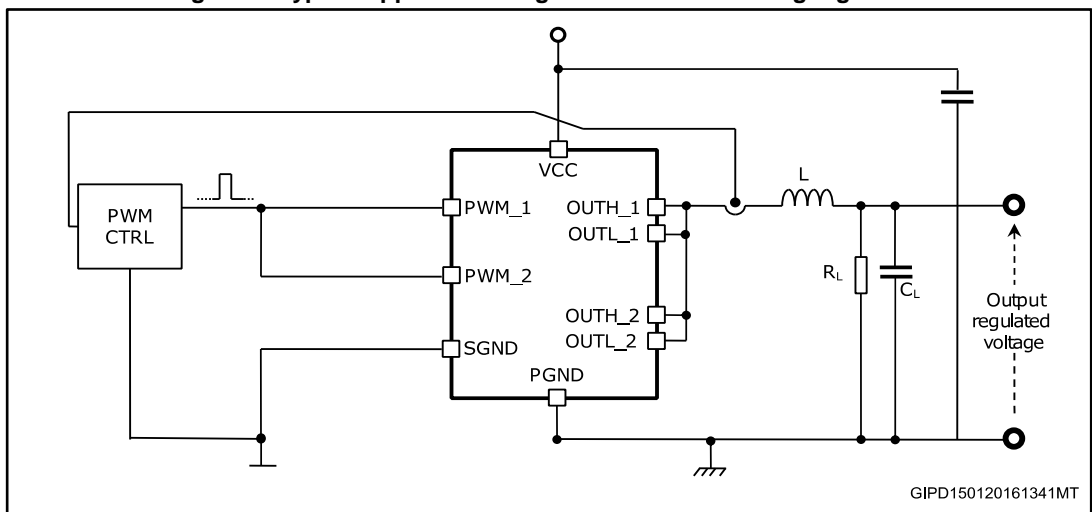 VCC
L
PWM
CTRL
PWM_1
OUTH_1
OUTL_1
PWM_2
RL
CL
OUTH_2
OUTL_2
Output
regulated
voltage
SGND
PGND
GIPD150120161341MT